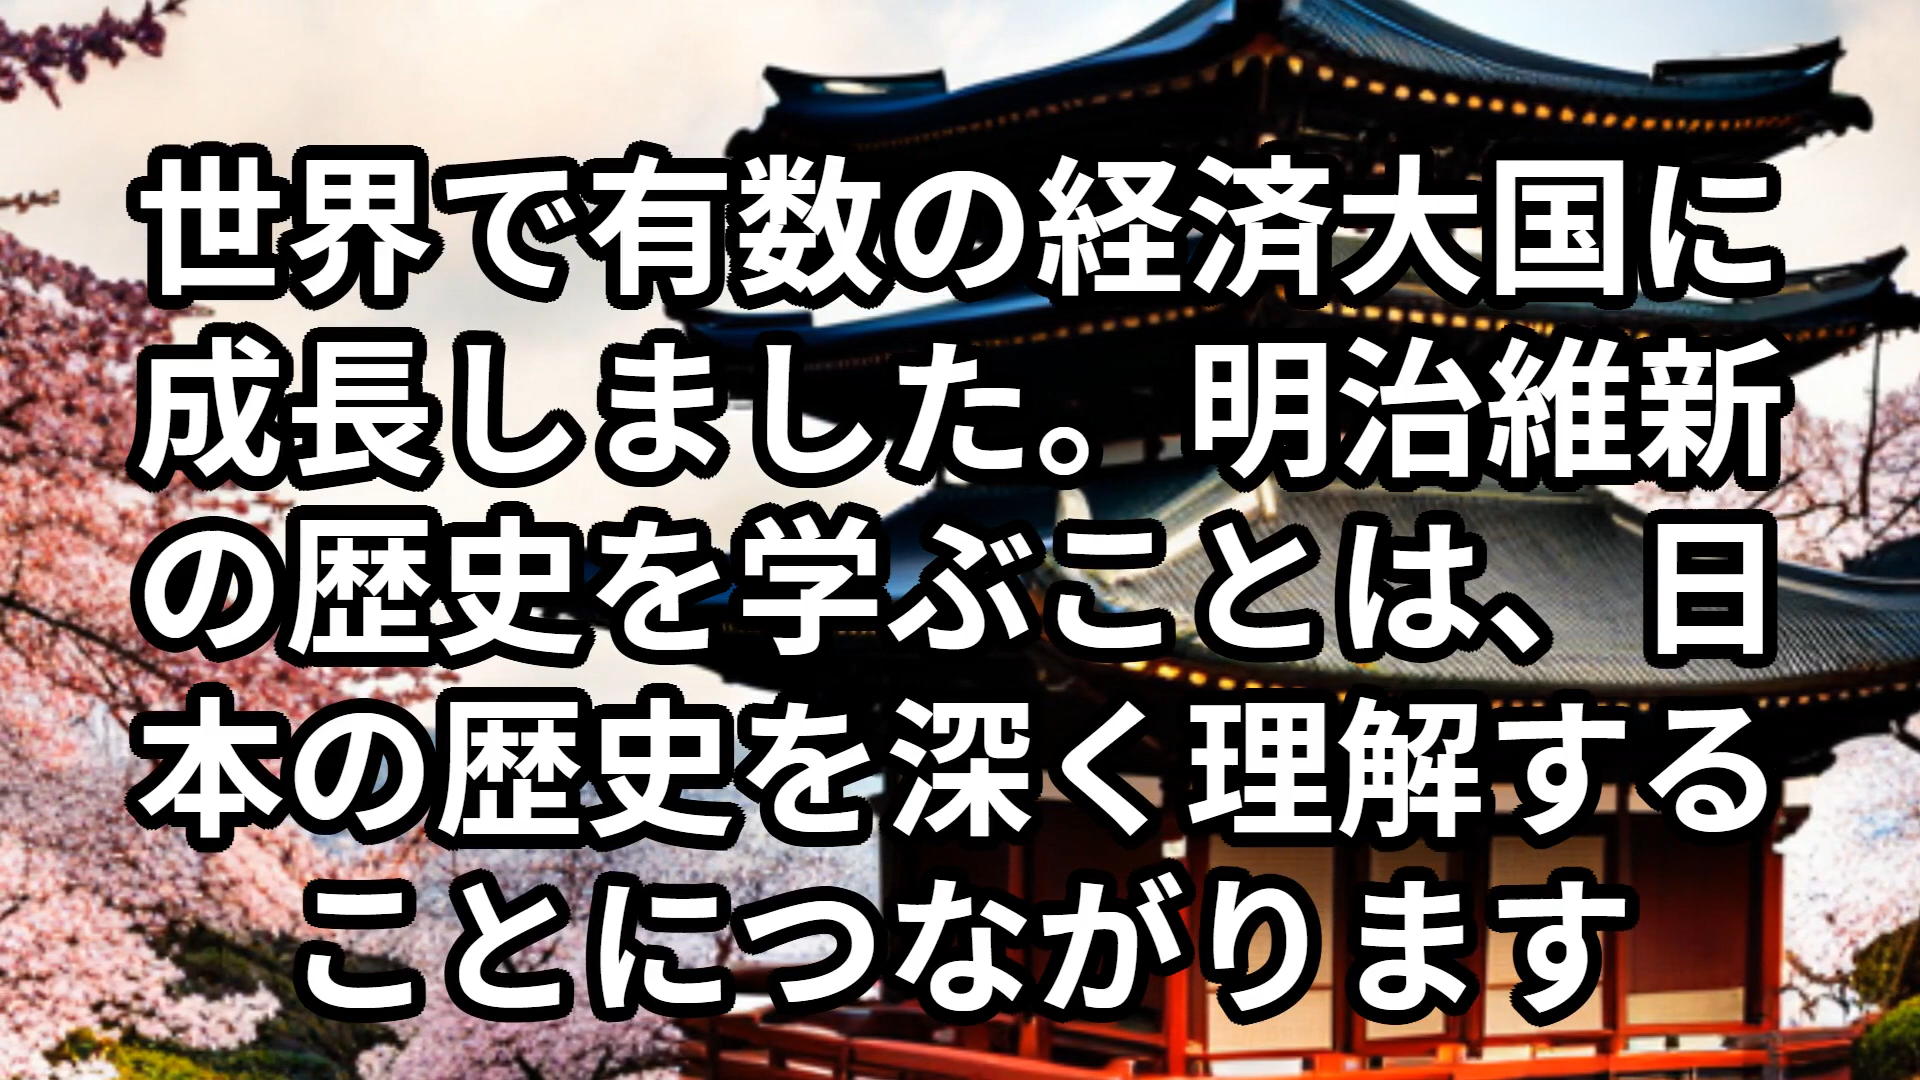 世界で有数の経済大国に
成長しました。明治維新
の歴史を学ぶことは、日
本の歴史を深く理解する
ことにつながります